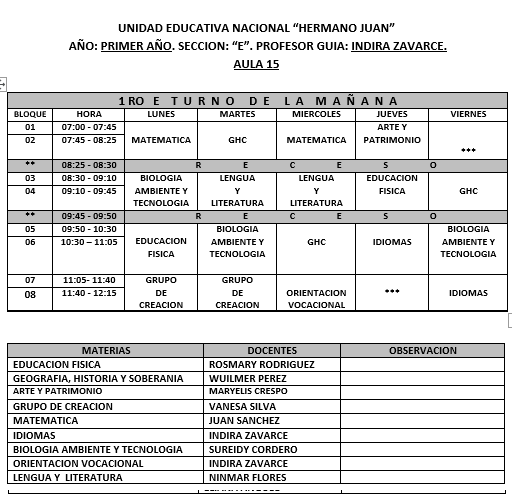 UNIDAD EDUCATIVA NACIONAL “HERMANO JUAN”
AÑO: PRIMER AÑO. SECCION: “E”. PROFESOR GUIA: INDIRA ZAVARCE.
AULA 15
1RO E TURNO DE LA MAÑANA
BLOQUE HORA LUNES MARTES MIERCOLES JUEVES VIERNES
01 07:00 - 07:45 ARTE Y
02 07:45 - 08:25 MATEMATICA GHC MATEMATICA PATRIMONIO
***
** 08:25 - 08:30 R E C E S O
03 08:30 - 09:10 BIOLOGIA LENGUA LENGUA EDUCACION
04 09:10 - 09:45 AMBIENTE Y Y Y FISICA GHC
TECNOLOGIA LITERATURA LITERATURA
** 09:45 - 09:50 R E C E S O
05 09:50 - 10:30 BIOLOGIA BIOLOGIA
06 10:30 – 11:05 EDUCACION AMBIENTE Y GHC IDIOMAS AMBIENTE Y
FISICA TECNOLOGIA TECNOLOGIA
07 11:05- 11:40 GRUPO GRUPO
08 11:40 - 12:15 DE DE ORIENTACION *** IDIOMAS
CREACION CREACION VOCACIONAL
MATERIAS DOCENTES OBSERVACION
EDUCACION FISICA ROSMARY RODRIGUEZ
GEOGRAFIA, HISTORIA Y SOBERANIA WUILMER PEREZ
ARTE Y PATRIMONIO MARYELIS CRESPO
GRUPO DE CREACION VANESA SILVA
MATEMATICA JUAN SANCHEZ
IDIOMAS INDIRA ZAVARCE
BIOLOGIA AMBIENTE Y TECNOLOGIA SUREIDY CORDERO
ORIENTACION VOCACIONAL INDIRA ZAVARCE
LENGUA Y LITERATURA NINMAR FLORES